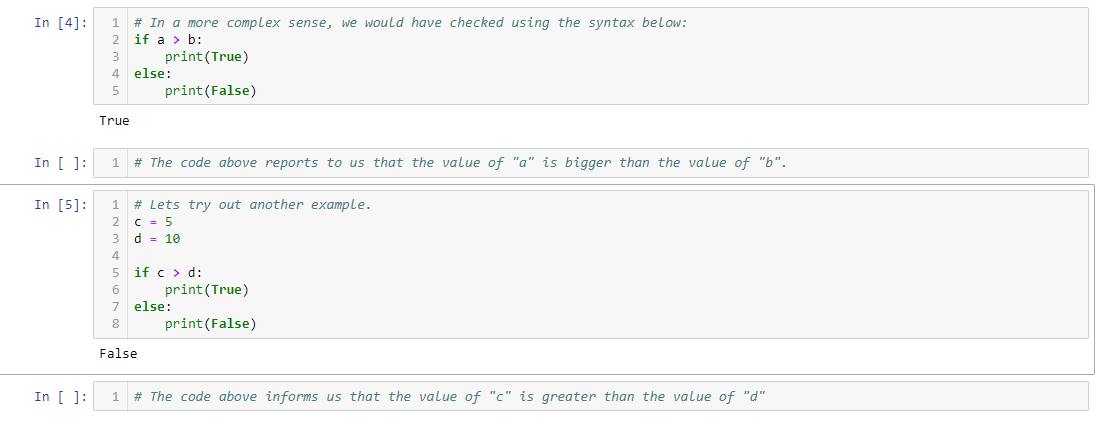 In [4]: 1 # In a more complex sense, we would have checked using the syntax below:
2 if a > b:
3     print(True)
4 else:
5     print(False)
True
In [ ]: 1 # The code above reports to us that the value of "a" is bigger than the value of "b".
In [5]: 1 # Lets try out another example.
2 c = 5
3 d = 10
4
5 if c > d:
6     print(True)
7 else:
8     print(False)
False
In [ ]: 1 # The code above informs us that the value of "c" is greater than the value of "d"